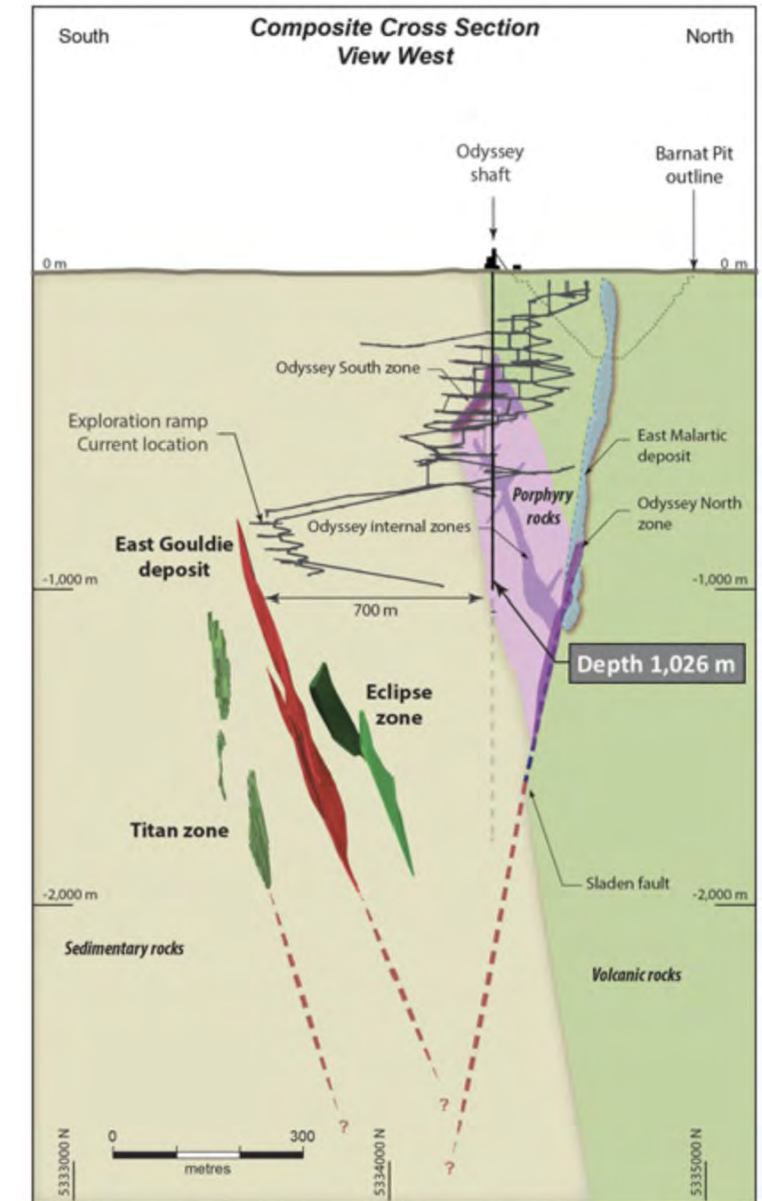 Composite Cross Section
View West
South
North
Odyssey
shaft
Barnat Pit
outline
0 m
0 m
Odyssey South zone
Exploration ramp
Current location
East Malartic
deposit
Porphyry
rocks
Odyssey North
zone
Odyssey internal zones
East Gouldie
deposit
-1,000 m
-1,000 m
700 m
Depth 1,026 m
Eclipse
zone
Titan zone
Sladen fault
-2,000 m
-2,000 m
Sedimentary rocks
Volcanic rocks
?
?
?
0
300
metres
5333000 N
5334000 N
5335000 N